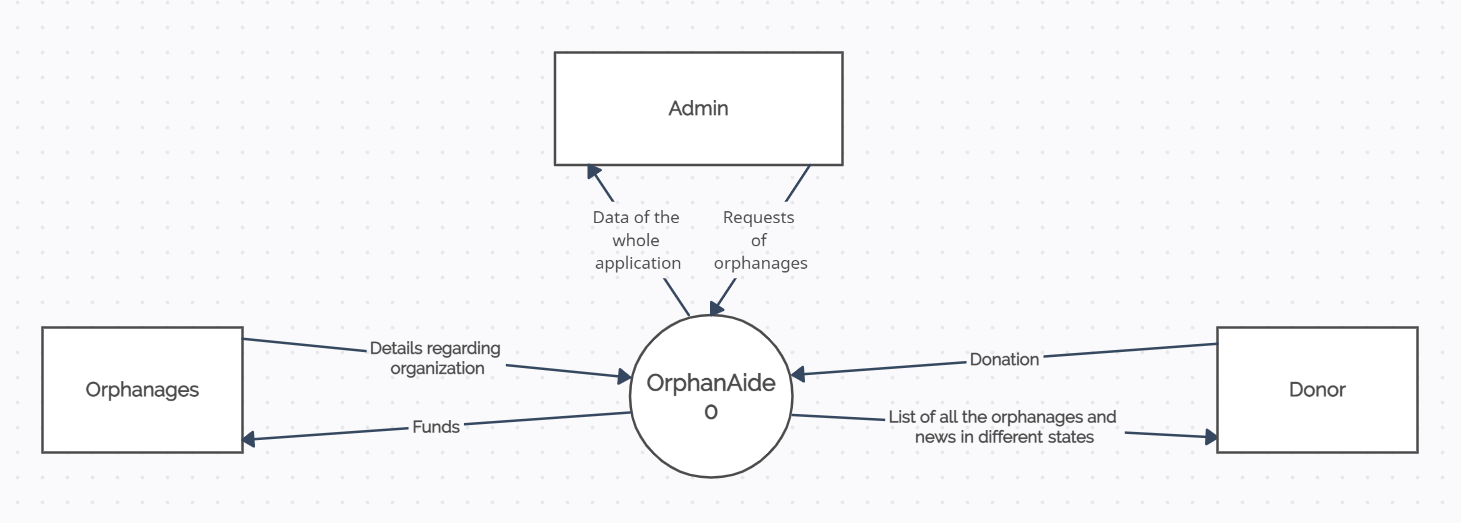 Admin
Data of the
whole
application
Requests
of
orphanages
Orphanages
Details regarding
organization
Funds
OrphanAide
0
Donation
List of all the orphanages and
news in different states
Donor